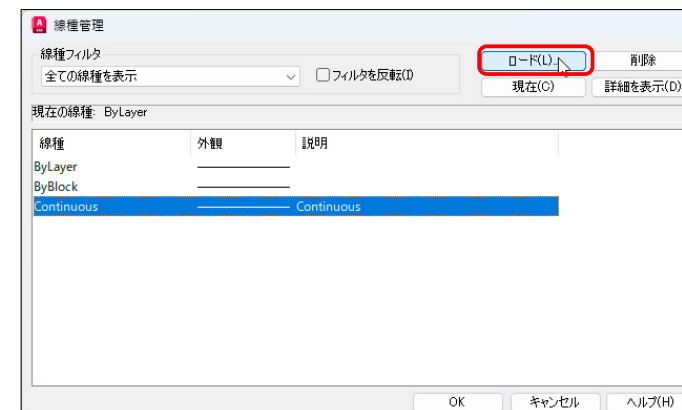 線種管理
線種フィルタ
全ての線種を表示
フィルタを反転(I)
ロード(L)...
削除
現在(C)
詳細を表示(D)
現在の線種: ByLayer
線種 外観 説明
ByLayer
ByBlock
Continuous Continuous
OK キャンセル ヘルプ(H)